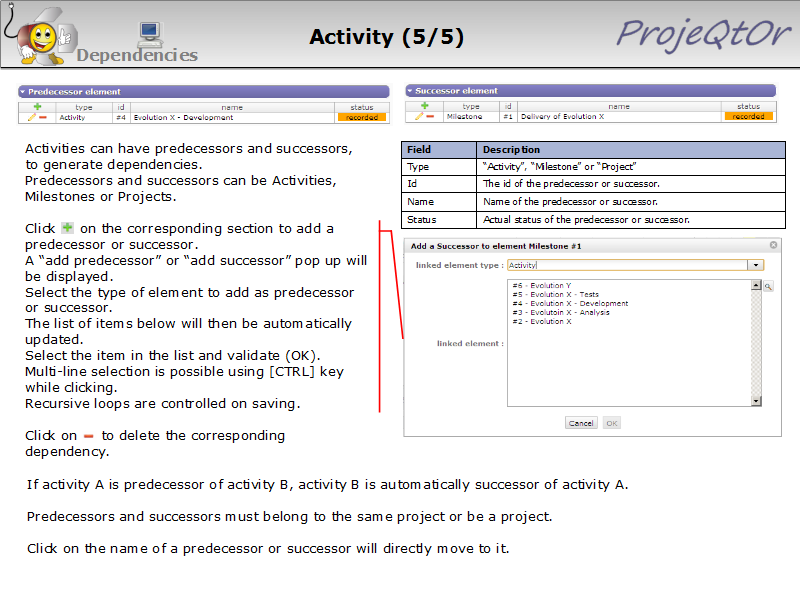 Dependencies
Activity (5/5)
ProjeQtOr
Predecessor element
type id name status
Activity #4 Evolution X - Development recorded
Successor element
type id name status
Milestone #1 Delivery of Evolution X recorded
Activities can have predecessors and successors,
to generate dependencies.
Predecessors and successors can be Activities,
Milestones or Projects.
Click on the corresponding section to add a
predecessor or successor.
A “add predecessor” or “add successor” pop up will
be displayed.
Select the type of element to add as predecessor
or successor.
The list of items below will then be automatically
updated.
Select the item in the list and validate (OK).
Multi-line selection is possible using [CTRL] key
while clicking.
Recursive loops are controlled on saving.
Click on to delete the corresponding
dependency.
Field Description
Type “Activity”, “Milestone” or “Project”
Id The id of the predecessor or successor.
Name Name of the predecessor or successor.
Status Actual status of the predecessor or successor.
Add a Successor to element Milestone #1
linked element type : Activity
#6 - Evolution Y
#5 - Evolution X - Tests
#4 - Evolution X - Development
#3 - Evolutoin X - Analysis
#2 - Evolution X
linked element :
Cancel OK
If activity A is predecessor of activity B, activity B is automatically successor of activity A.
Predecessors and successors must belong to the same project or be a project.
Click on the name of a predecessor or successor will directly move to it.